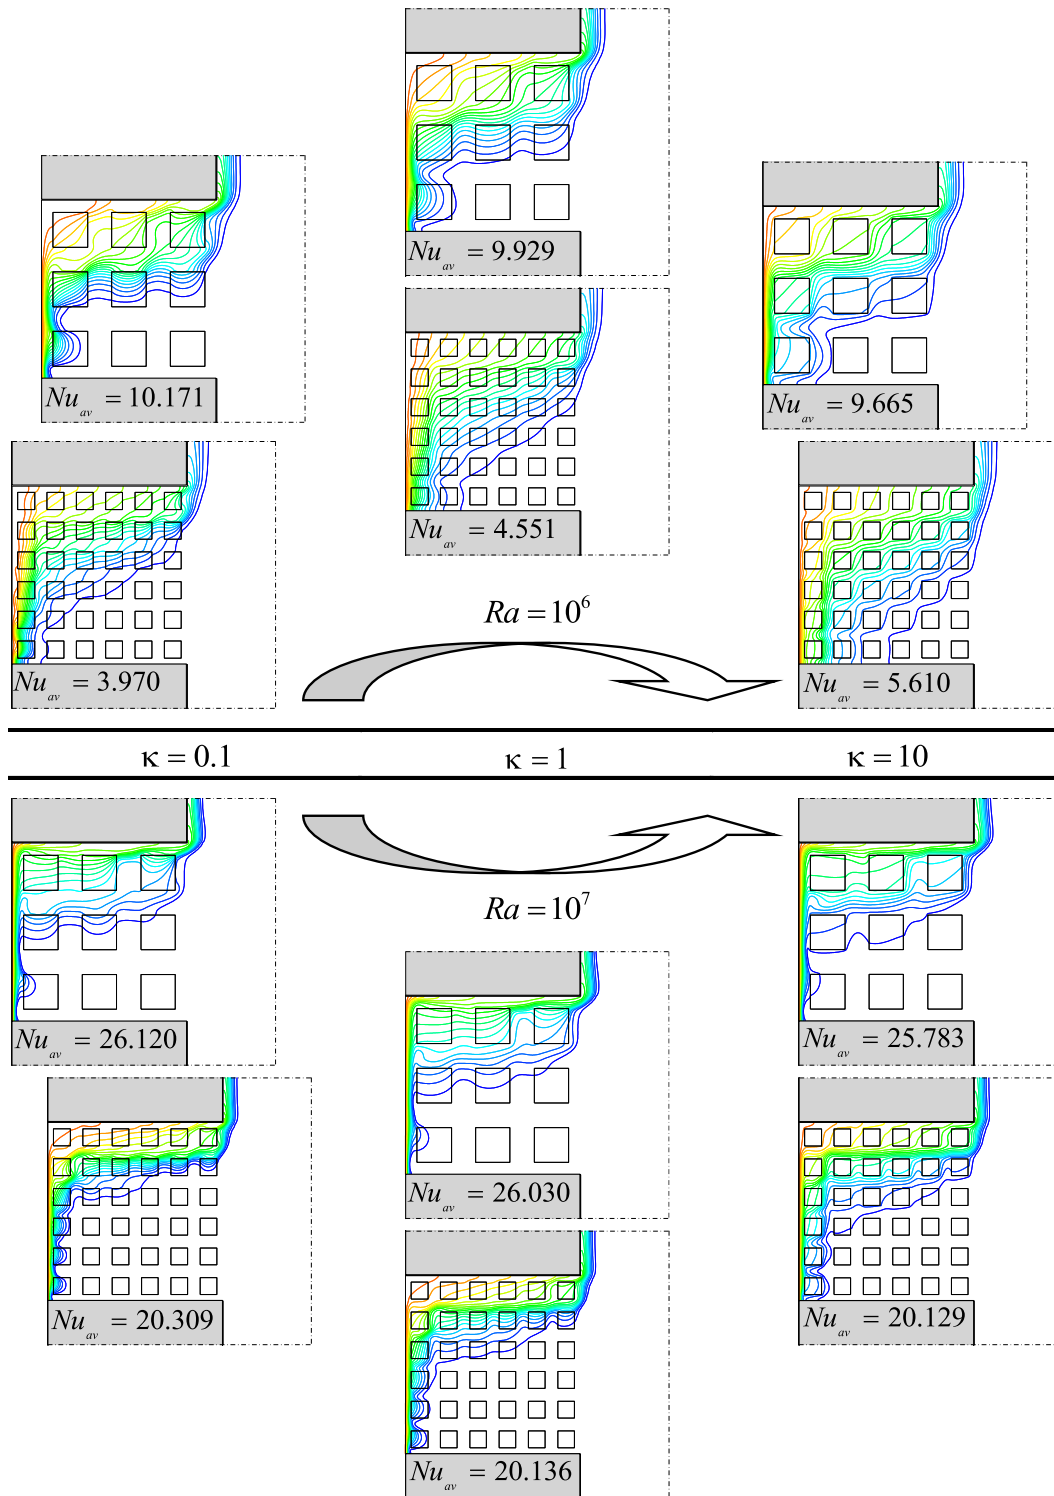 Nu_av = 9.929
Nu_av = 10.171
Nu_av = 9.665
Nu_av = 4.551
Ra = 10^6
Nu_av = 3.970
Nu_av = 5.610
κ = 0.1
κ = 1
κ = 10
Ra = 10^7
Nu_av = 26.120
Nu_av = 25.783
Nu_av = 26.030
Nu_av = 20.309
Nu_av = 20.129
Nu_av = 20.136